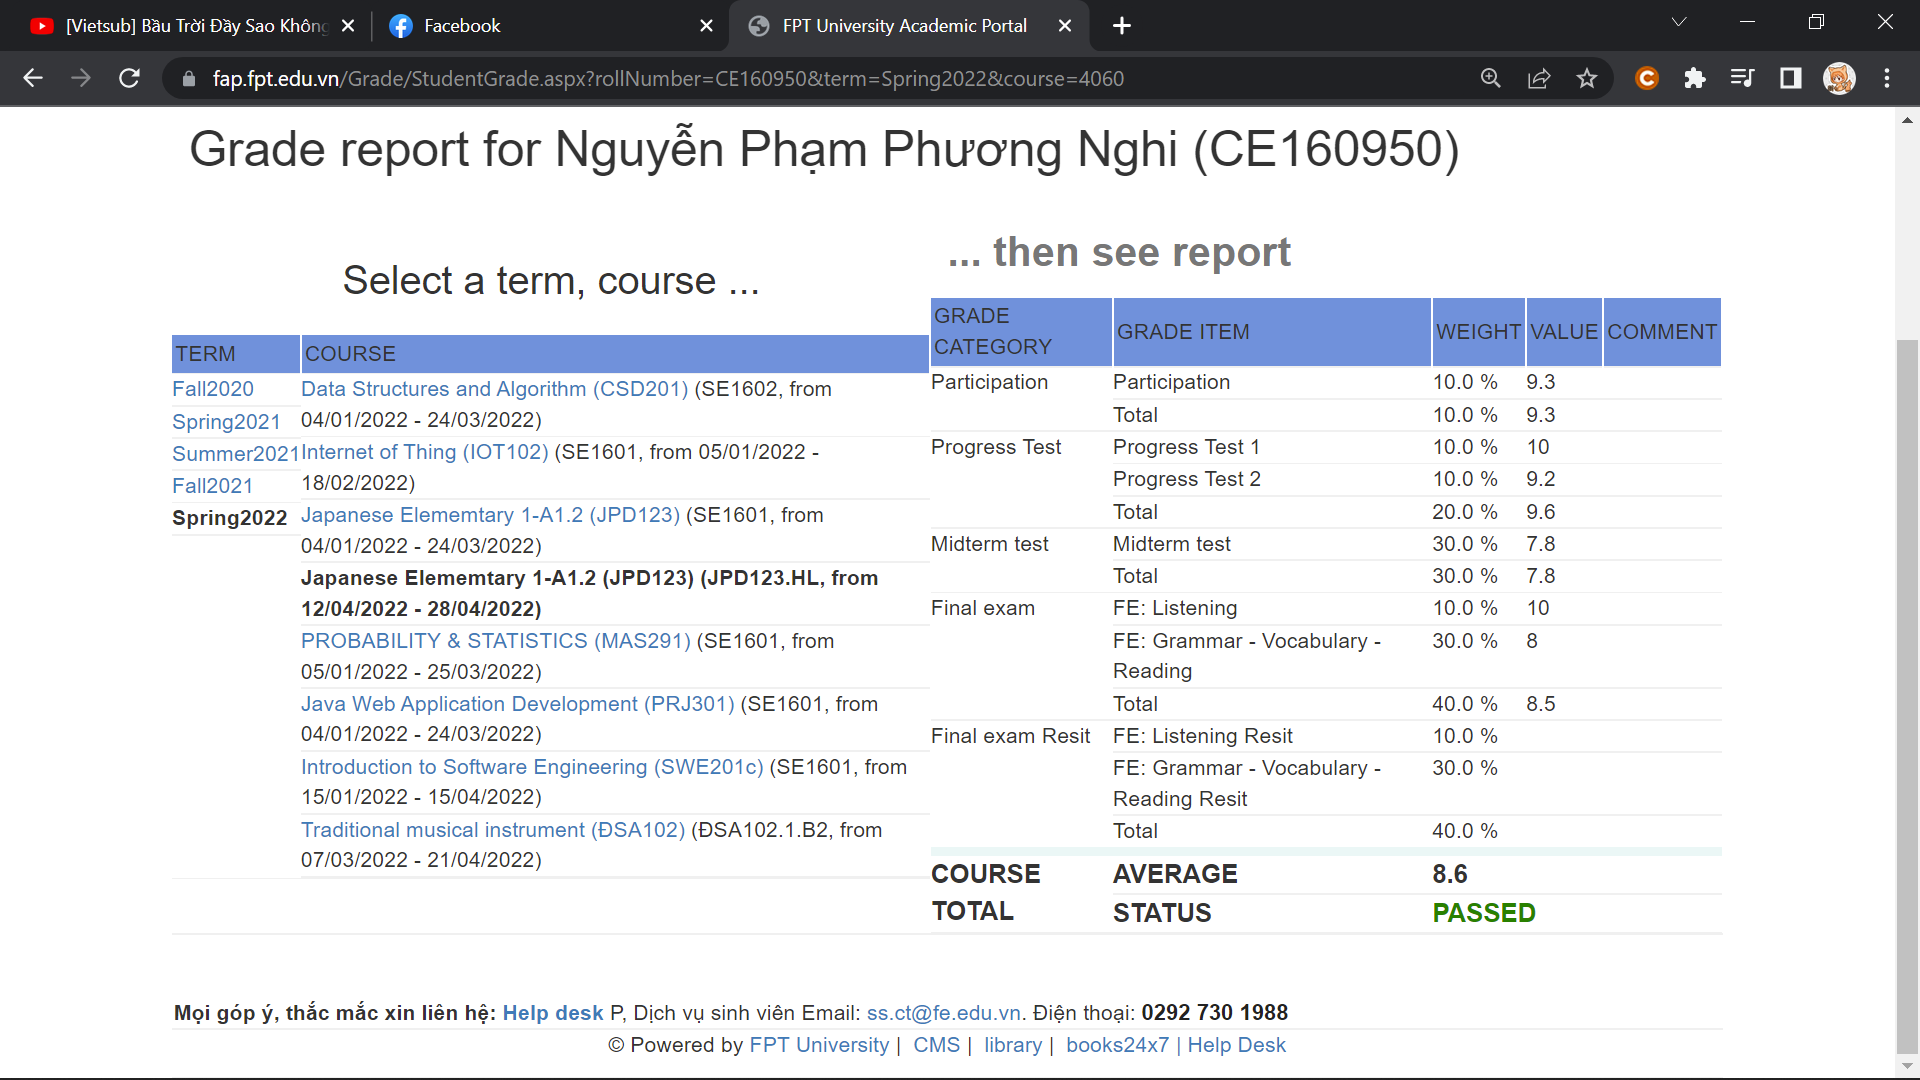 [Vietsub] Bầu Trời Đầy Sao Không
Facebook
FPT University Academic Portal
fap.fpt.edu.vn/Grade/StudentGrade.aspx?rollNumber=CE160950&term=Spring2022&course=4060
Grade report for Nguyễn Phạm Phương Nghi (CE160950)
Select a term, course ...
TERM COURSE
Fall2020
Spring2021
Summer2021
Fall2021
Spring2022
Data Structures and Algorithm (CSD201) (SE1602, from
04/01/2022 - 24/03/2022)
Internet of Thing (IOT102) (SE1601, from 05/01/2022 -
18/02/2022)
Japanese Elememtary 1-A1.2 (JPD123) (SE1601, from
04/01/2022 - 24/03/2022)
Japanese Elememtary 1-A1.2 (JPD123) (JPD123.HL, from
12/04/2022 - 28/04/2022)
PROBABILITY & STATISTICS (MAS291) (SE1601, from
05/01/2022 - 25/03/2022)
Java Web Application Development (PRJ301) (SE1601, from
04/01/2022 - 24/03/2022)
Introduction to Software Engineering (SWE201c) (SE1601, from
15/01/2022 - 15/04/2022)
Traditional musical instrument (ĐSA102) (ĐSA102.1.B2, from
07/03/2022 - 21/04/2022)
... then see report
GRADE
CATEGORY GRADE ITEM WEIGHT VALUE COMMENT
Participation Participation 10.0 % 9.3
Total 10.0 % 9.3
Progress Test Progress Test 1 10.0 % 10
Progress Test 2 10.0 % 9.2
Total 20.0 % 9.6
Midterm test Midterm test 30.0 % 7.8
Total 30.0 % 7.8
Final exam FE: Listening 10.0 % 10
FE: Grammar - Vocabulary - 30.0 % 8
Reading
Total 40.0 % 8.5
Final exam Resit FE: Listening Resit 10.0 %
FE: Grammar - Vocabulary - 30.0 %
Reading Resit
Total 40.0 %
COURSE AVERAGE 8.6
TOTAL STATUS PASSED
Mọi góp ý, thắc mắc xin liên hệ: Help desk P, Dịch vụ sinh viên Email: ss.ct@fe.edu.vn. Điện thoại: 0292 730 1988
© Powered by FPT University | CMS | library | books24x7 | Help Desk